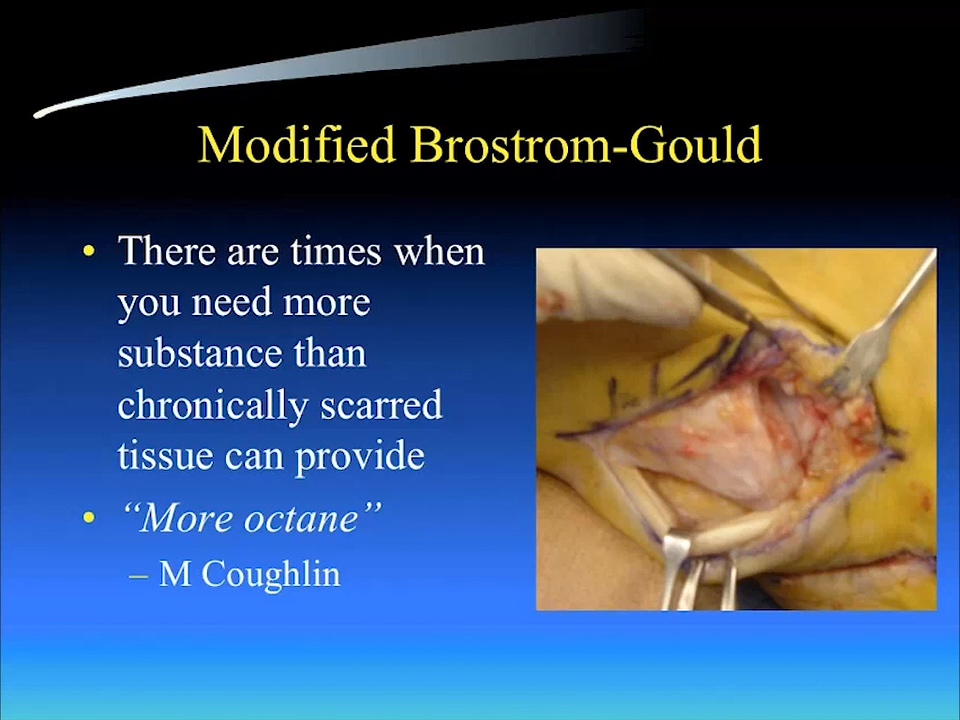 Modified Brostrom-Gould
• There are times when
you need more
substance than
chronically scarred
tissue can provide
• “More octane”
– M Coughlin